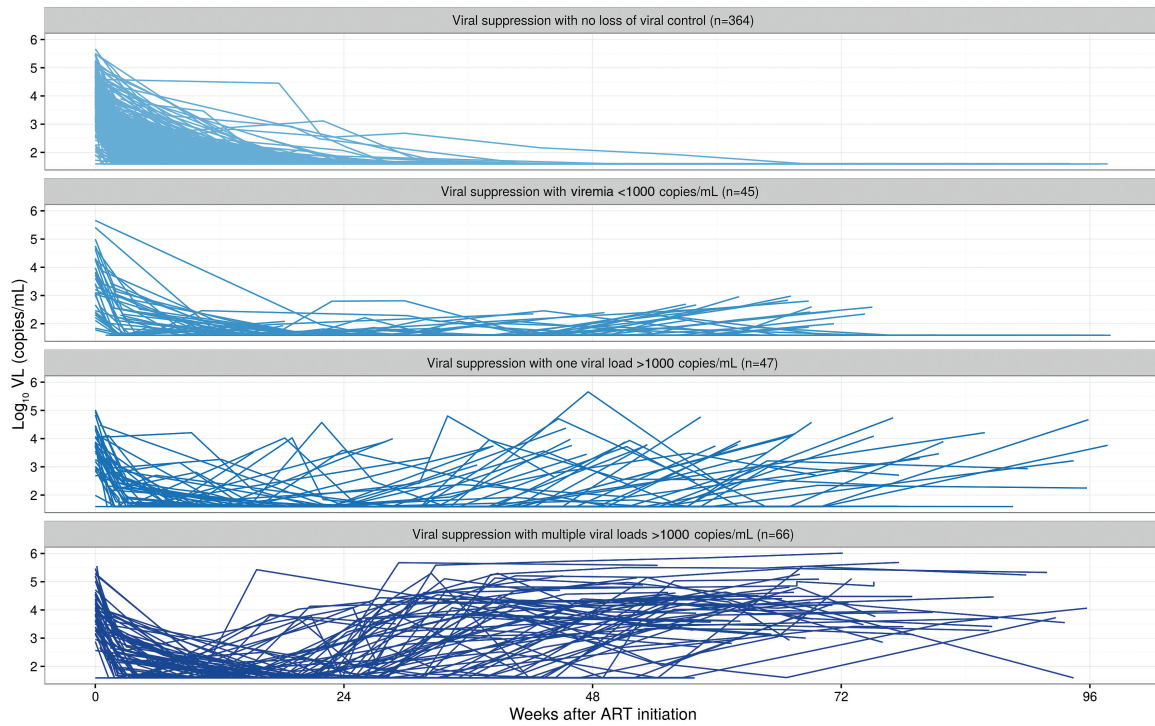 Viral suppression with no loss of viral control (n=364)
6
5
4
3
2
Viral suppression with viremia <1000 copies/mL (n=45)
6
5
4
3
2
Log₁₀ VL (copies/mL)
Viral suppression with one viral load >1000 copies/mL (n=47)
6
5
4
3
2
Viral suppression with multiple viral loads >1000 copies/mL (n=66)
6
5
4
3
2
0 24 48 72 96
Weeks after ART initiation